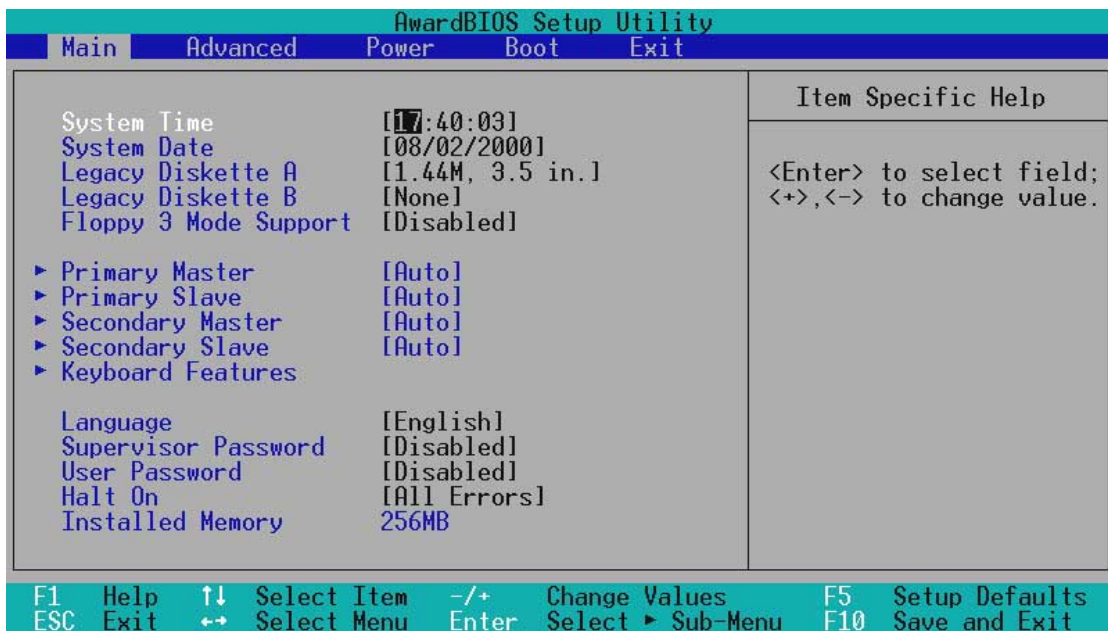 AwardBIOS Setup Utility
Main Advanced Power Boot Exit
System Time [17:40:03]
System Date [08/02/2000]
Legacy Diskette A [1.44M, 3.5 in.]
Legacy Diskette B [None]
Floppy 3 Mode Support [Disabled]
▶ Primary Master [Auto]
▶ Primary Slave [Auto]
▶ Secondary Master [Auto]
▶ Secondary Slave [Auto]
▶ Keyboard Features
Language [English]
Supervisor Password [Disabled]
User Password [Disabled]
Halt On [All Errors]
Installed Memory 256MB
Item Specific Help
<Enter> to select field;
<+>,<-> to change value.
F1 Help ↑↓ Select Item -/+ Change Values F5 Setup Defaults
ESC Exit ←→ Select Menu Enter Select ▶ Sub-Menu F10 Save and Exit